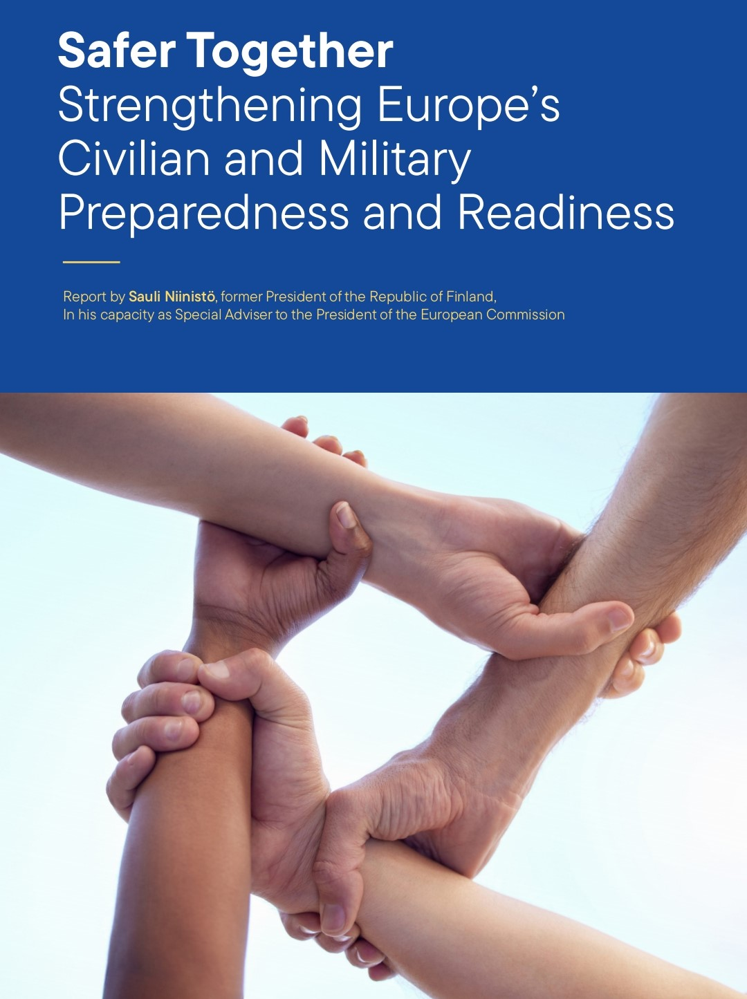 Safer Together
Strengthening Europe’s
Civilian and Military
Preparedness and Readiness
Report by Sauli Niinistö, former President of the Republic of Finland,
In his capacity as Special Adviser to the President of the European Commission